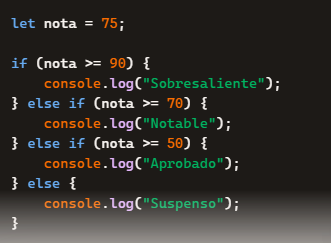 let nota = 75;

if (nota >= 90) {
    console.log("Sobresaliente");
} else if (nota >= 70) {
    console.log("Notable");
} else if (nota >= 50) {
    console.log("Aprobado");
} else {
    console.log("Suspenso");
}